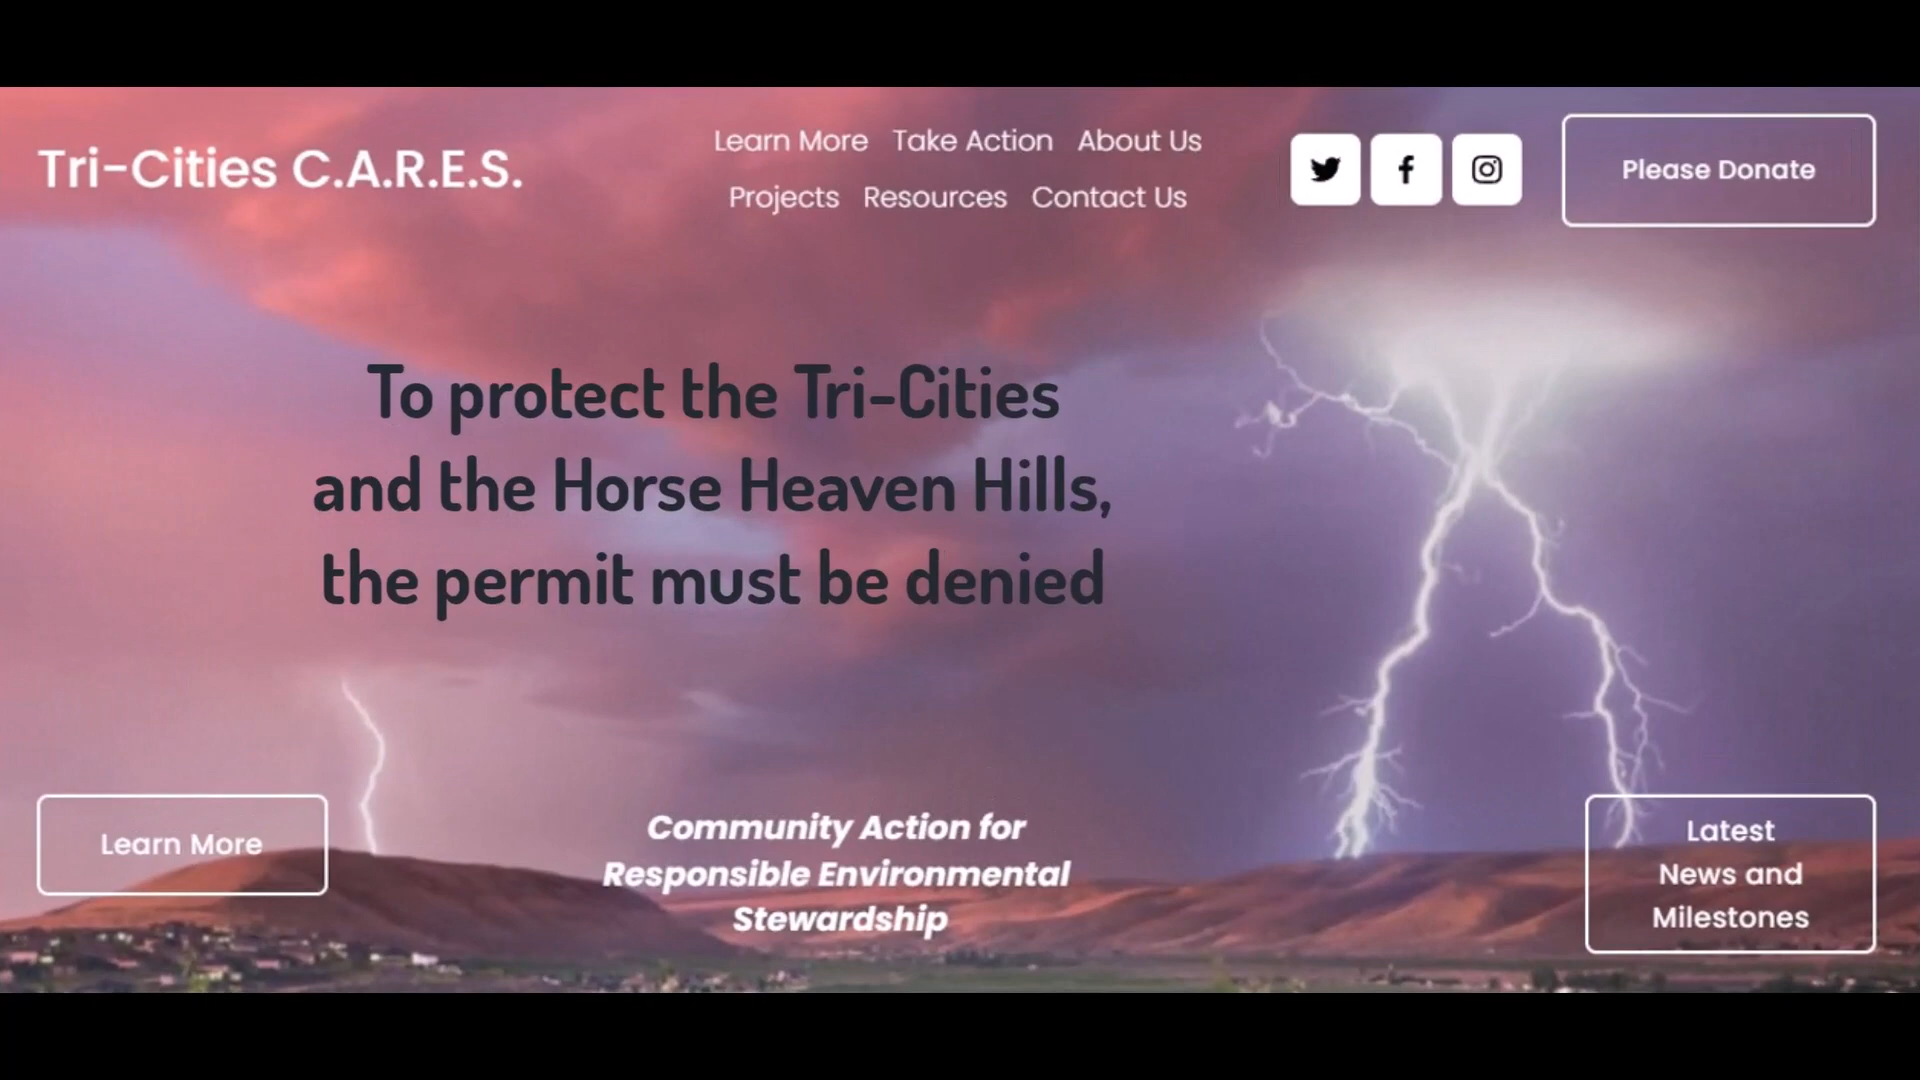 Tri-Cities C.A.R.E.S.
Learn More Take Action About Us
Projects Resources Contact Us
Please Donate
To protect the Tri-Cities
and the Horse Heaven Hills,
the permit must be denied
Learn More
Community Action for
Responsible Environmental
Stewardship
Latest
News and
Milestones